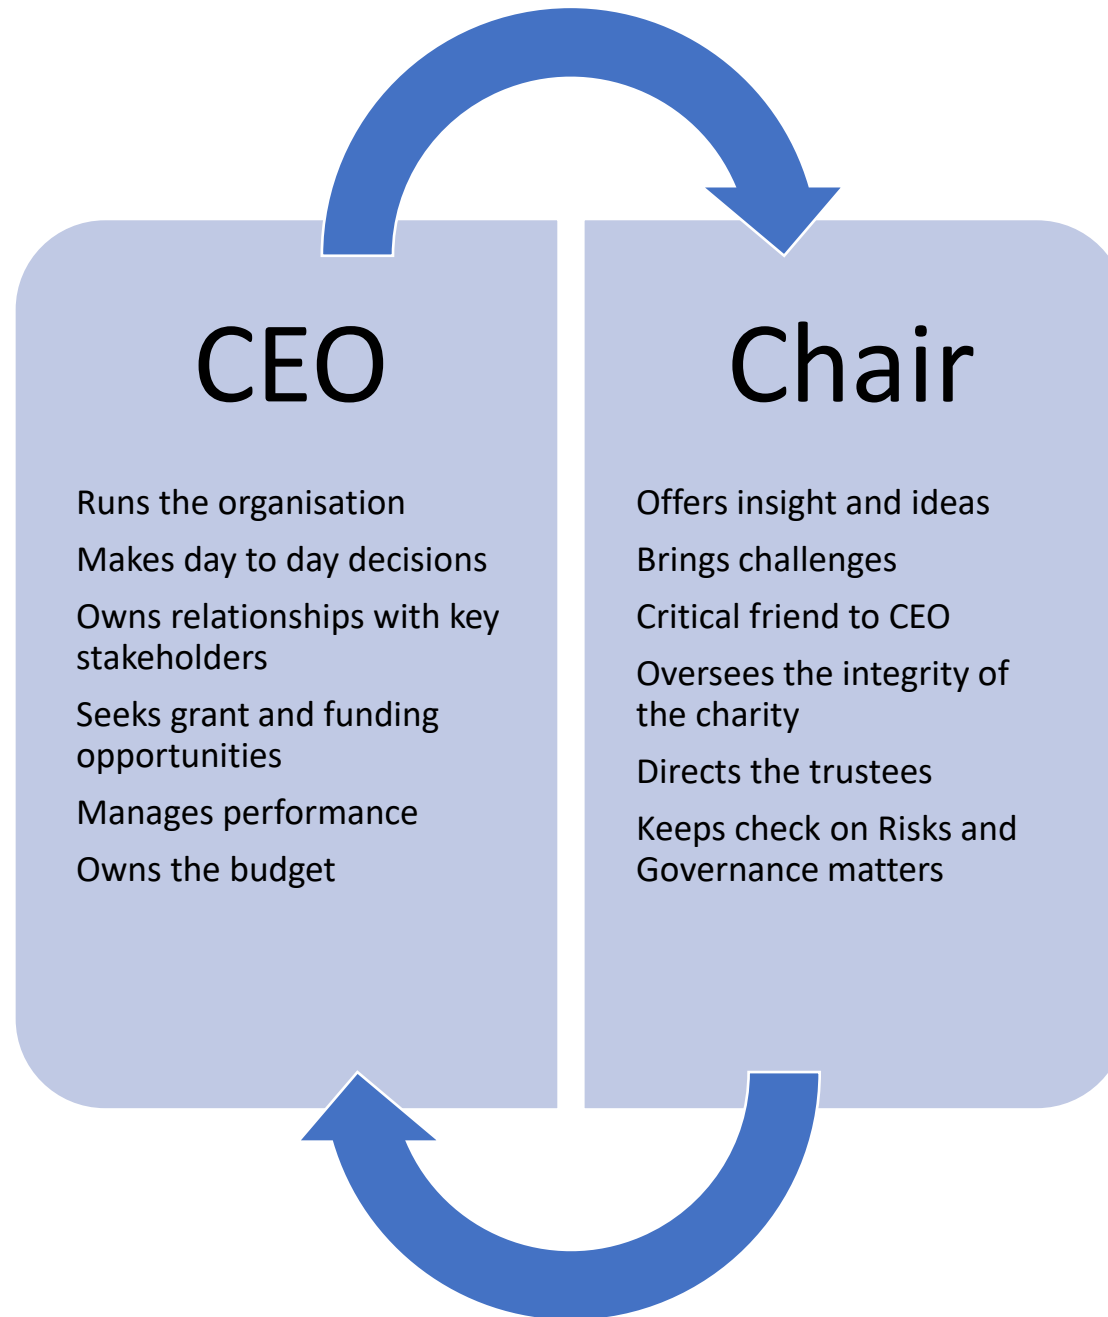 CEO
Runs the organisation
Makes day to day decisions
Owns relationships with key
stakeholders
Seeks grant and funding
opportunities
Manages performance
Owns the budget
Chair
Offers insight and ideas
Brings challenges
Critical friend to CEO
Oversees the integrity of
the charity
Directs the trustees
Keeps check on Risks and
Governance matters